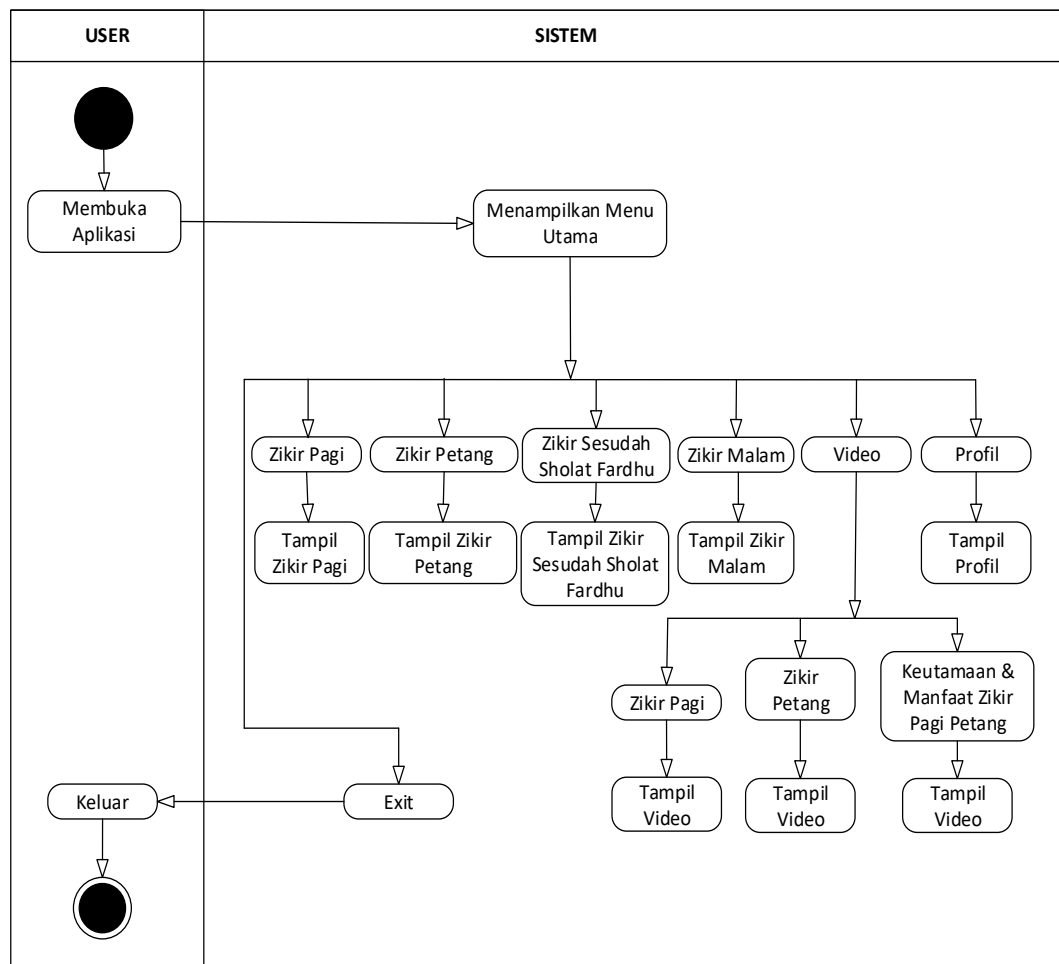 USER
SISTEM
Membuka
Aplikasi
Menampilkan Menu
Utama
Zikir Pagi
Zikir Petang
Zikir Sesudah
Sholat Fardhu
Zikir Malam
Video
Profil
Tampil
Zikir Pagi
Tampil Zikir
Petang
Tampil Zikir
Sesudah Sholat
Fardhu
Tampil Zikir
Malam
Tampil
Profil
Zikir Pagi
Zikir
Petang
Keutamaan &
Manfaat Zikir
Pagi Petang
Tampil
Video
Tampil
Video
Tampil
Video
Exit
Keluar